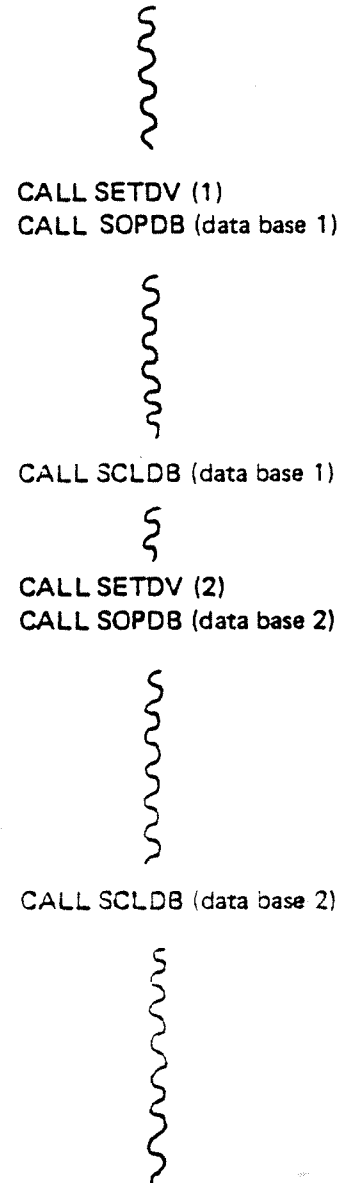 CALL SETDV (1)
CALL SOPDB (data base 1)
CALL SCLDB (data base 1)
CALL SETDV (2)
CALL SOPDB (data base 2)
CALL SCLDB (data base 2)